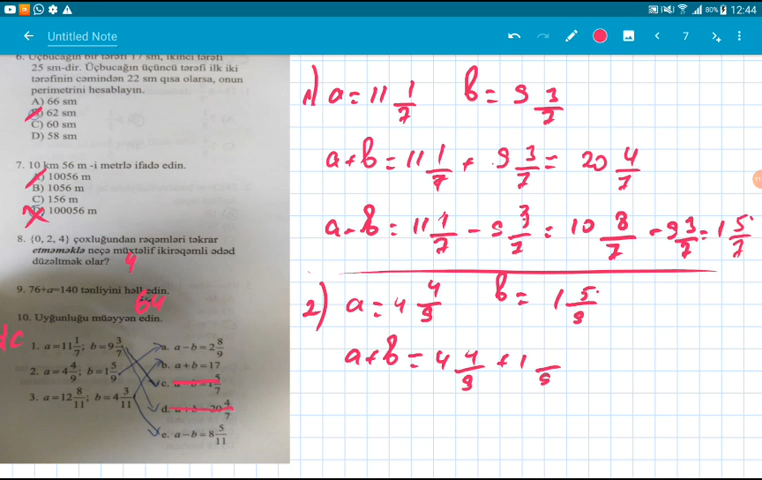 80% 12:44
Untitled Note
7
6. Üçbucağın bir tərəfi 17 sm, ikinci tərəfi
25 sm-dir. Üçbucağın üçüncü tərəfi ilk iki
tərəfinin cəmindən 22 sm qısa olarsa, onun
perimetrini hesablayın.
A) 66 sm
B) 62 sm
C) 60 sm
D) 58 sm
7. 10 km 56 m -i metrlə ifadə edin.
A) 10056 m
B) 1056 m
C) 156 m
D) 100056 m
8. {0, 2, 4} çoxluğundan rəqəmləri təkrar
etməməklə neçə müxtəlif ikirəqəmli ədəd
düzəltmək olar? 4
9. 76+a=140 tənliyini həll edin.
64
10. Uyğunluğu müəyyən edin.
dc
1. a=11 1/7; b=9 3/7
2. a=4 4/9; b=1 5/9
3. a=12 8/11; b=4 3/11
a. a−b=2 8/9
b. a+b=17
c. a−b=1 5/7
d. a+b=20 4/7
e. a−b=8 5/11
1) a=11 1/7 b=9 3/7
a+b=11 1/7 + 9 3/7 = 20 4/7
a-b=11 1/7 − 9 3/7 = 10 8/7 − 9 3/7 = 1 5/7
2) a=4 4/9 b=1 5/9
a+b=4 4/9 + 1 /9